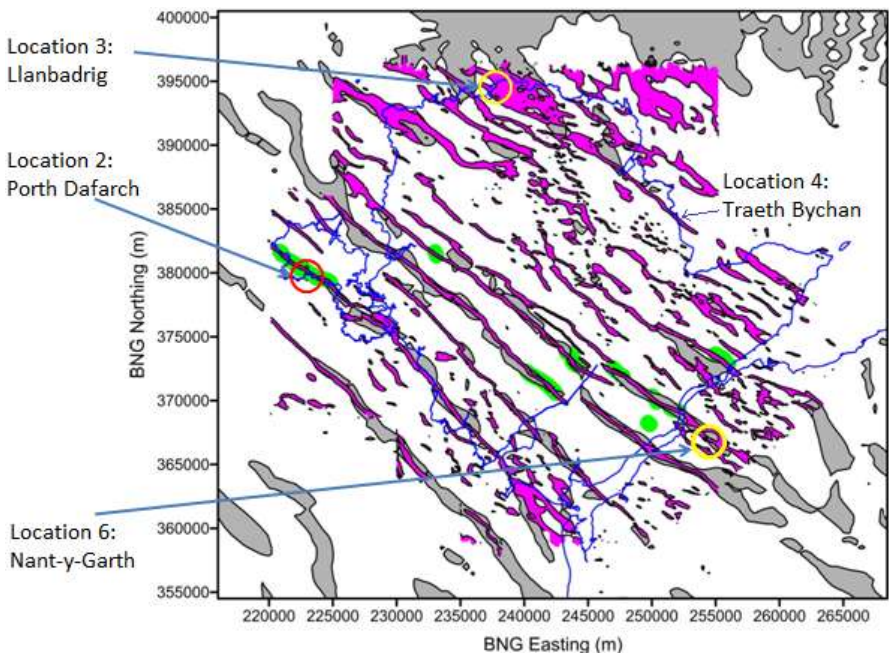 Location 3:
Llanbadrig
Location 2:
Porth Dafarch
Location 4:
Traeth Bychan
Location 6:
Nant-y-Garth
BNG Northing (m)
400000
395000
390000
385000
380000
375000
370000
365000
360000
355000
220000 225000 230000 235000 240000 245000 250000 255000 260000 265000
BNG Easting (m)